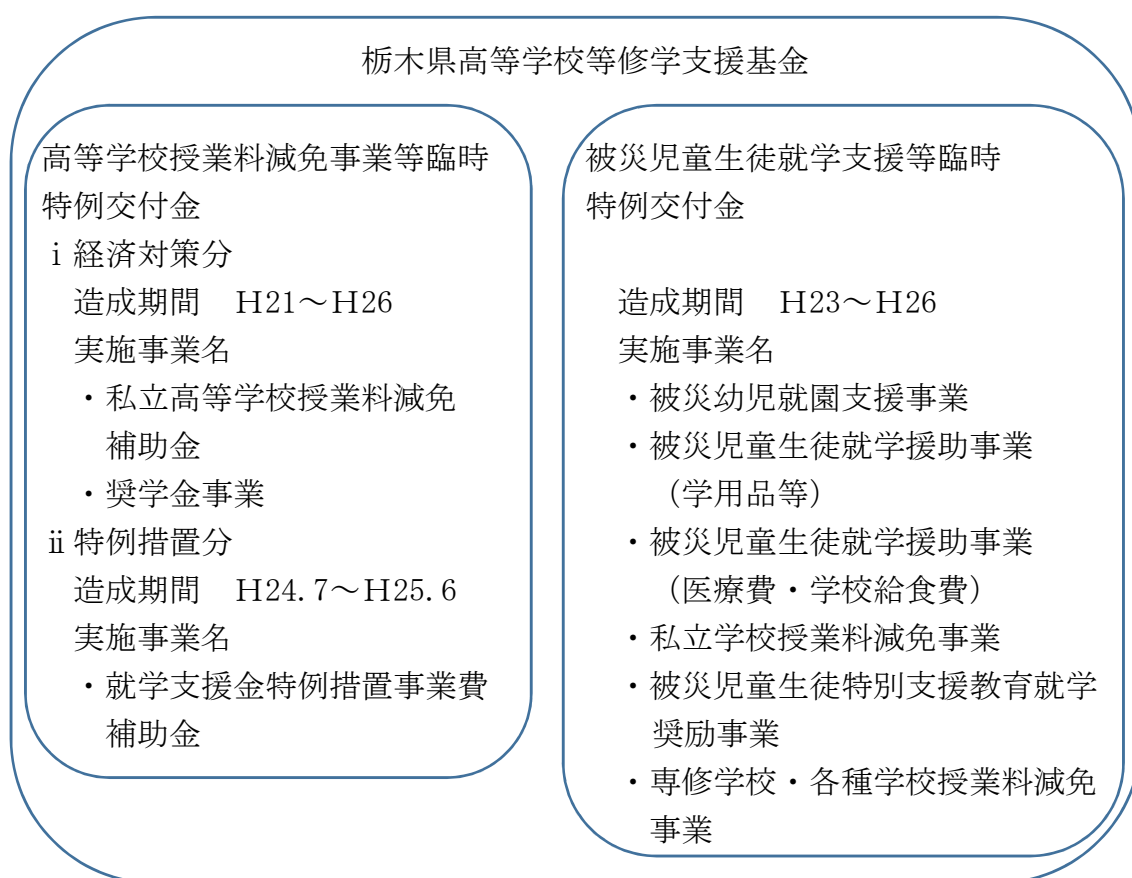 栃木県高等学校等修学支援基金
高等学校授業料減免事業等臨時
特例交付金
ⅰ経済対策分
造成期間　H21～H26
実施事業名
・私立高等学校授業料減免
補助金
・奨学金事業
ⅱ特例措置分
造成期間　H24.7～H25.6
実施事業名
・就学支援金特例措置事業費
補助金
被災児童生徒就学支援等臨時
特例交付金
造成期間　H23～H26
実施事業名
・被災幼児就園支援事業
・被災児童生徒就学援助事業
（学用品等）
・被災児童生徒就学援助事業
（医療費・学校給食費）
・私立学校授業料減免事業
・被災児童生徒特別支援教育就学
奨励事業
・専修学校・各種学校授業料減免
事業